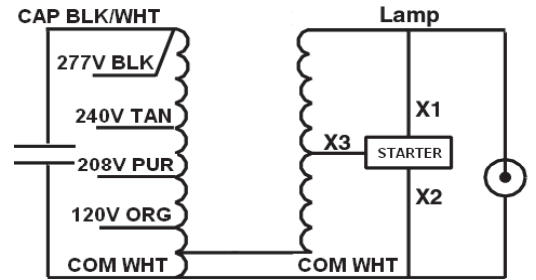 CAP BLK/WHT
Lamp
277V BLK
240V TAN
X1
X3
STARTER
208V PUR
X2
120V ORG
COM WHT
COM WHT